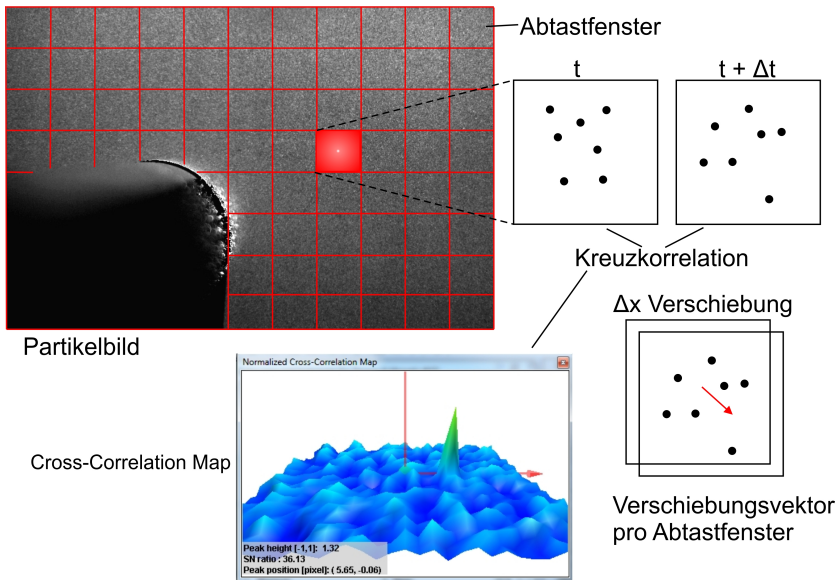 Abtastfenster
t
t + Δt
Kreuzkorrelation
Δx Verschiebung
Partikelbild
Normalized Cross-Correlation Map
Cross-Correlation Map
Peak height [-1,1]: 1.32
SN ratio : 36.13
Peak position [pixel]: ( 5.65, -0.06)
Verschiebungsvektor
pro Abtastfenster